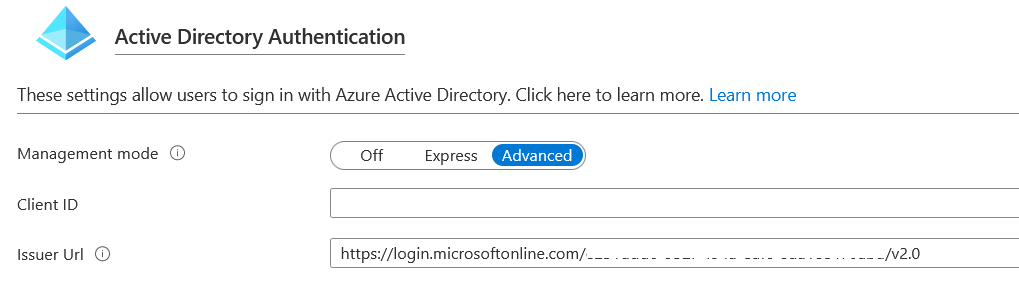 Active Directory Authentication
These settings allow users to sign in with Azure Active Directory. Click here to learn more. Learn more
Management mode Off Express Advanced
Client ID
Issuer Url https://login.microsoftonline.com/ /v2.0